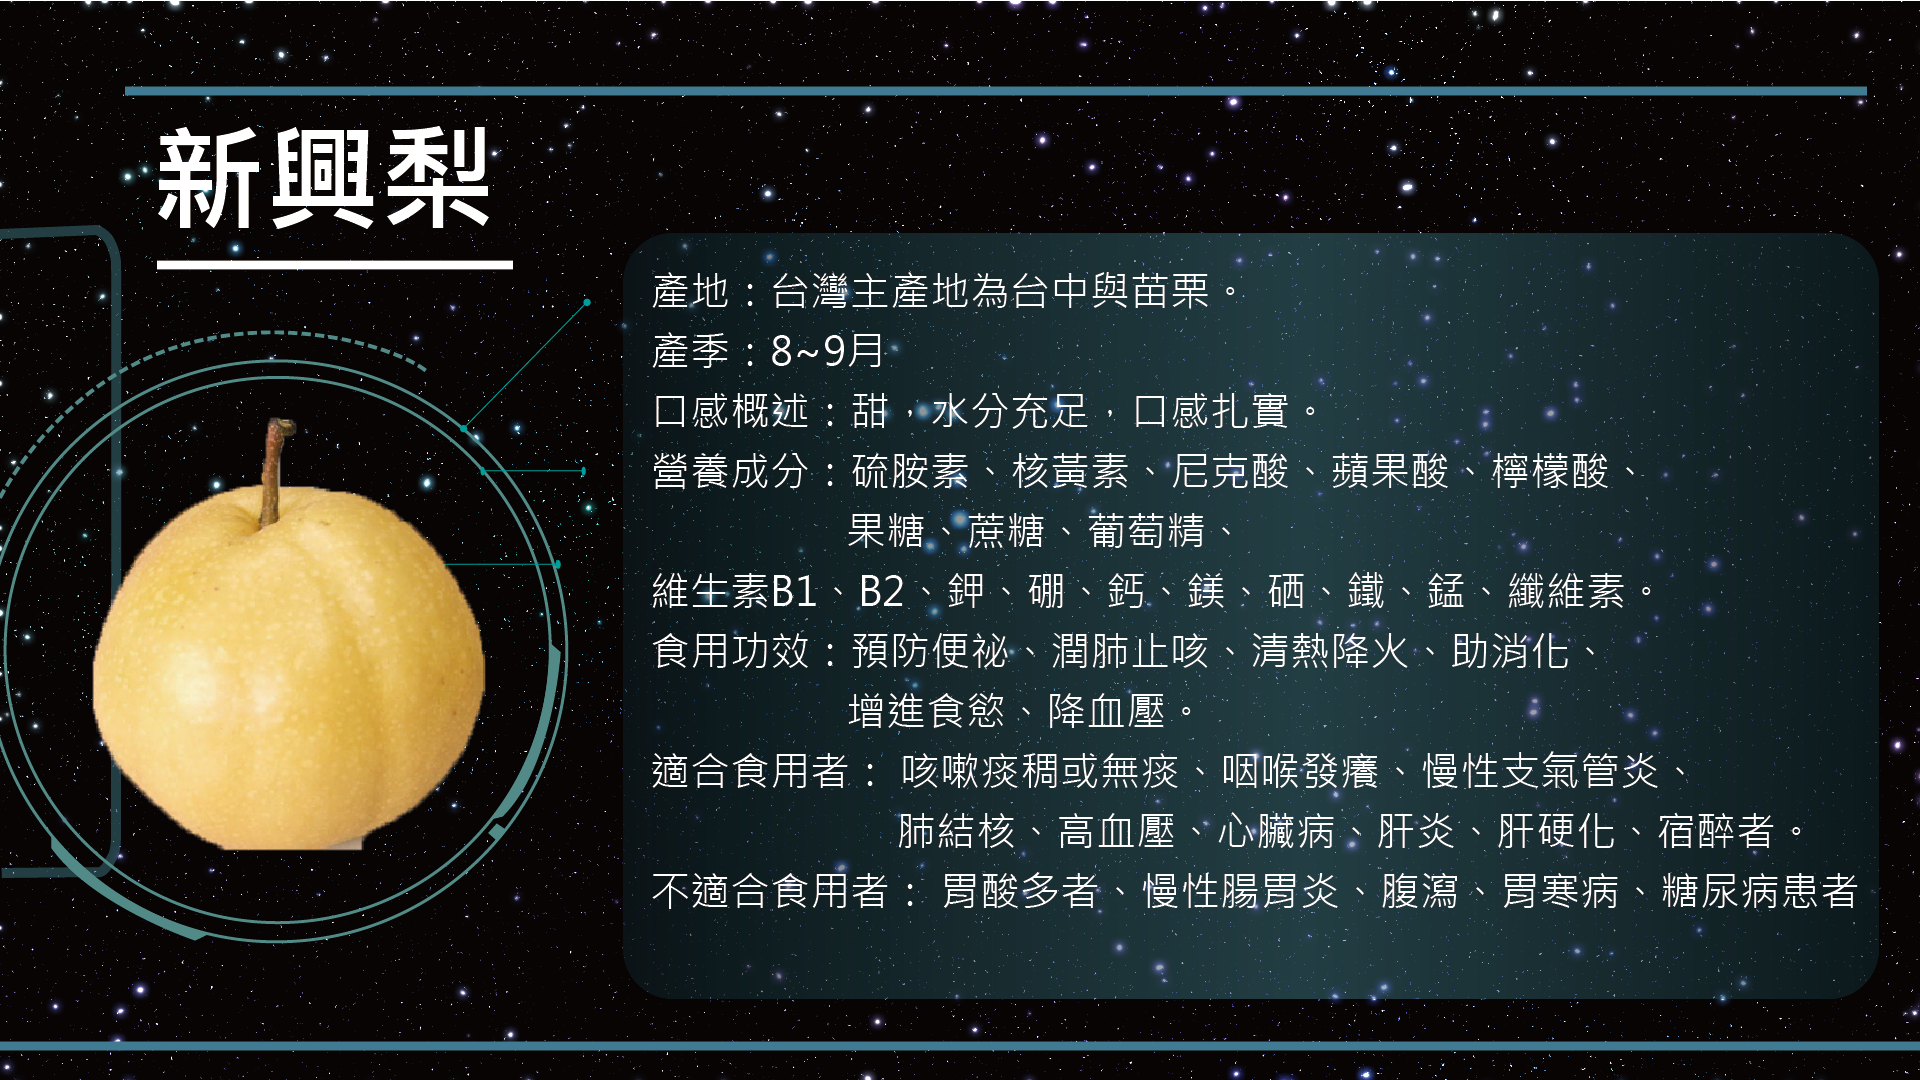 新興梨
產地：台灣主產地為台中與苗栗。
產季：8~9月
口感概述：甜，水分充足，口感扎實。
營養成分：硫胺素、核黃素、尼克酸、蘋果酸、檸檬酸、
果糖、蔗糖、葡萄精、
維生素B1、B2、鉀、硼、鈣、鎂、硒、鐵、錳、纖維素。
食用功效：預防便祕、潤肺止咳、清熱降火、助消化、
增進食慾、降血壓。
適合食用者： 咳嗽痰稠或無痰、咽喉發癢、慢性支氣管炎、
肺結核、高血壓、心臟病、肝炎、肝硬化、宿醉者。
不適合食用者： 胃酸多者、慢性腸胃炎、腹瀉、胃寒病、糖尿病患者